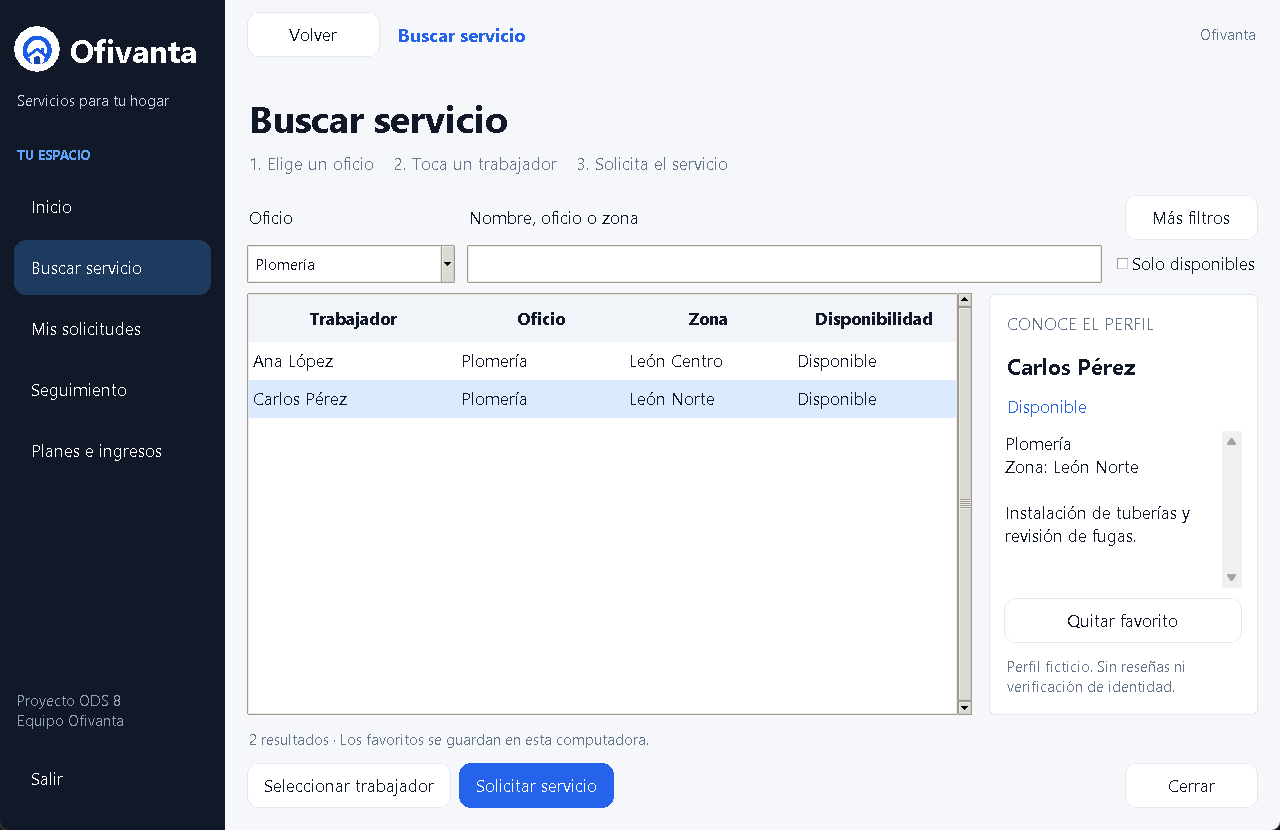 Ofivanta
Servicios para tu hogar
TU ESPACIO
Inicio
Buscar servicio
Mis solicitudes
Seguimiento
Planes e ingresos
Proyecto ODS 8
Equipo Ofivanta
Salir
Volver
Buscar servicio
Ofivanta
Buscar servicio
1. Elige un oficio 2. Toca un trabajador 3. Solicita el servicio
Oficio
Nombre, oficio o zona
Más filtros
Plomería
Solo disponibles
Trabajador Oficio Zona Disponibilidad
Ana López Plomería León Centro Disponible
Carlos Pérez Plomería León Norte Disponible
CONOCE EL PERFIL
Carlos Pérez
Disponible
Plomería
Zona: León Norte
Instalación de tuberías y
revisión de fugas.
Quitar favorito
Perfil ficticio. Sin reseñas ni
verificación de identidad.
2 resultados · Los favoritos se guardan en esta computadora.
Seleccionar trabajador
Solicitar servicio
Cerrar